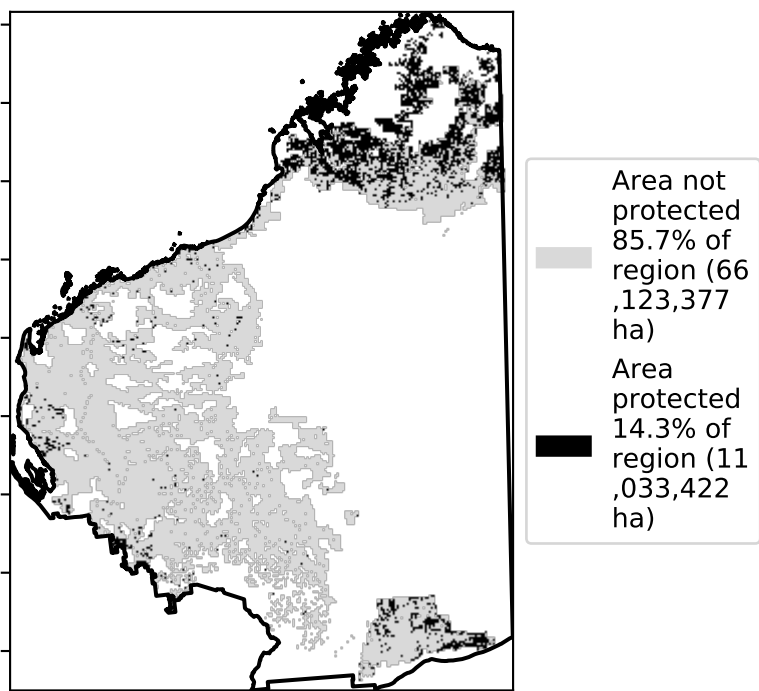 Area not
protected
85.7% of
region (66
,123,377
ha)
Area
protected
14.3% of
region (11
,033,422
ha)